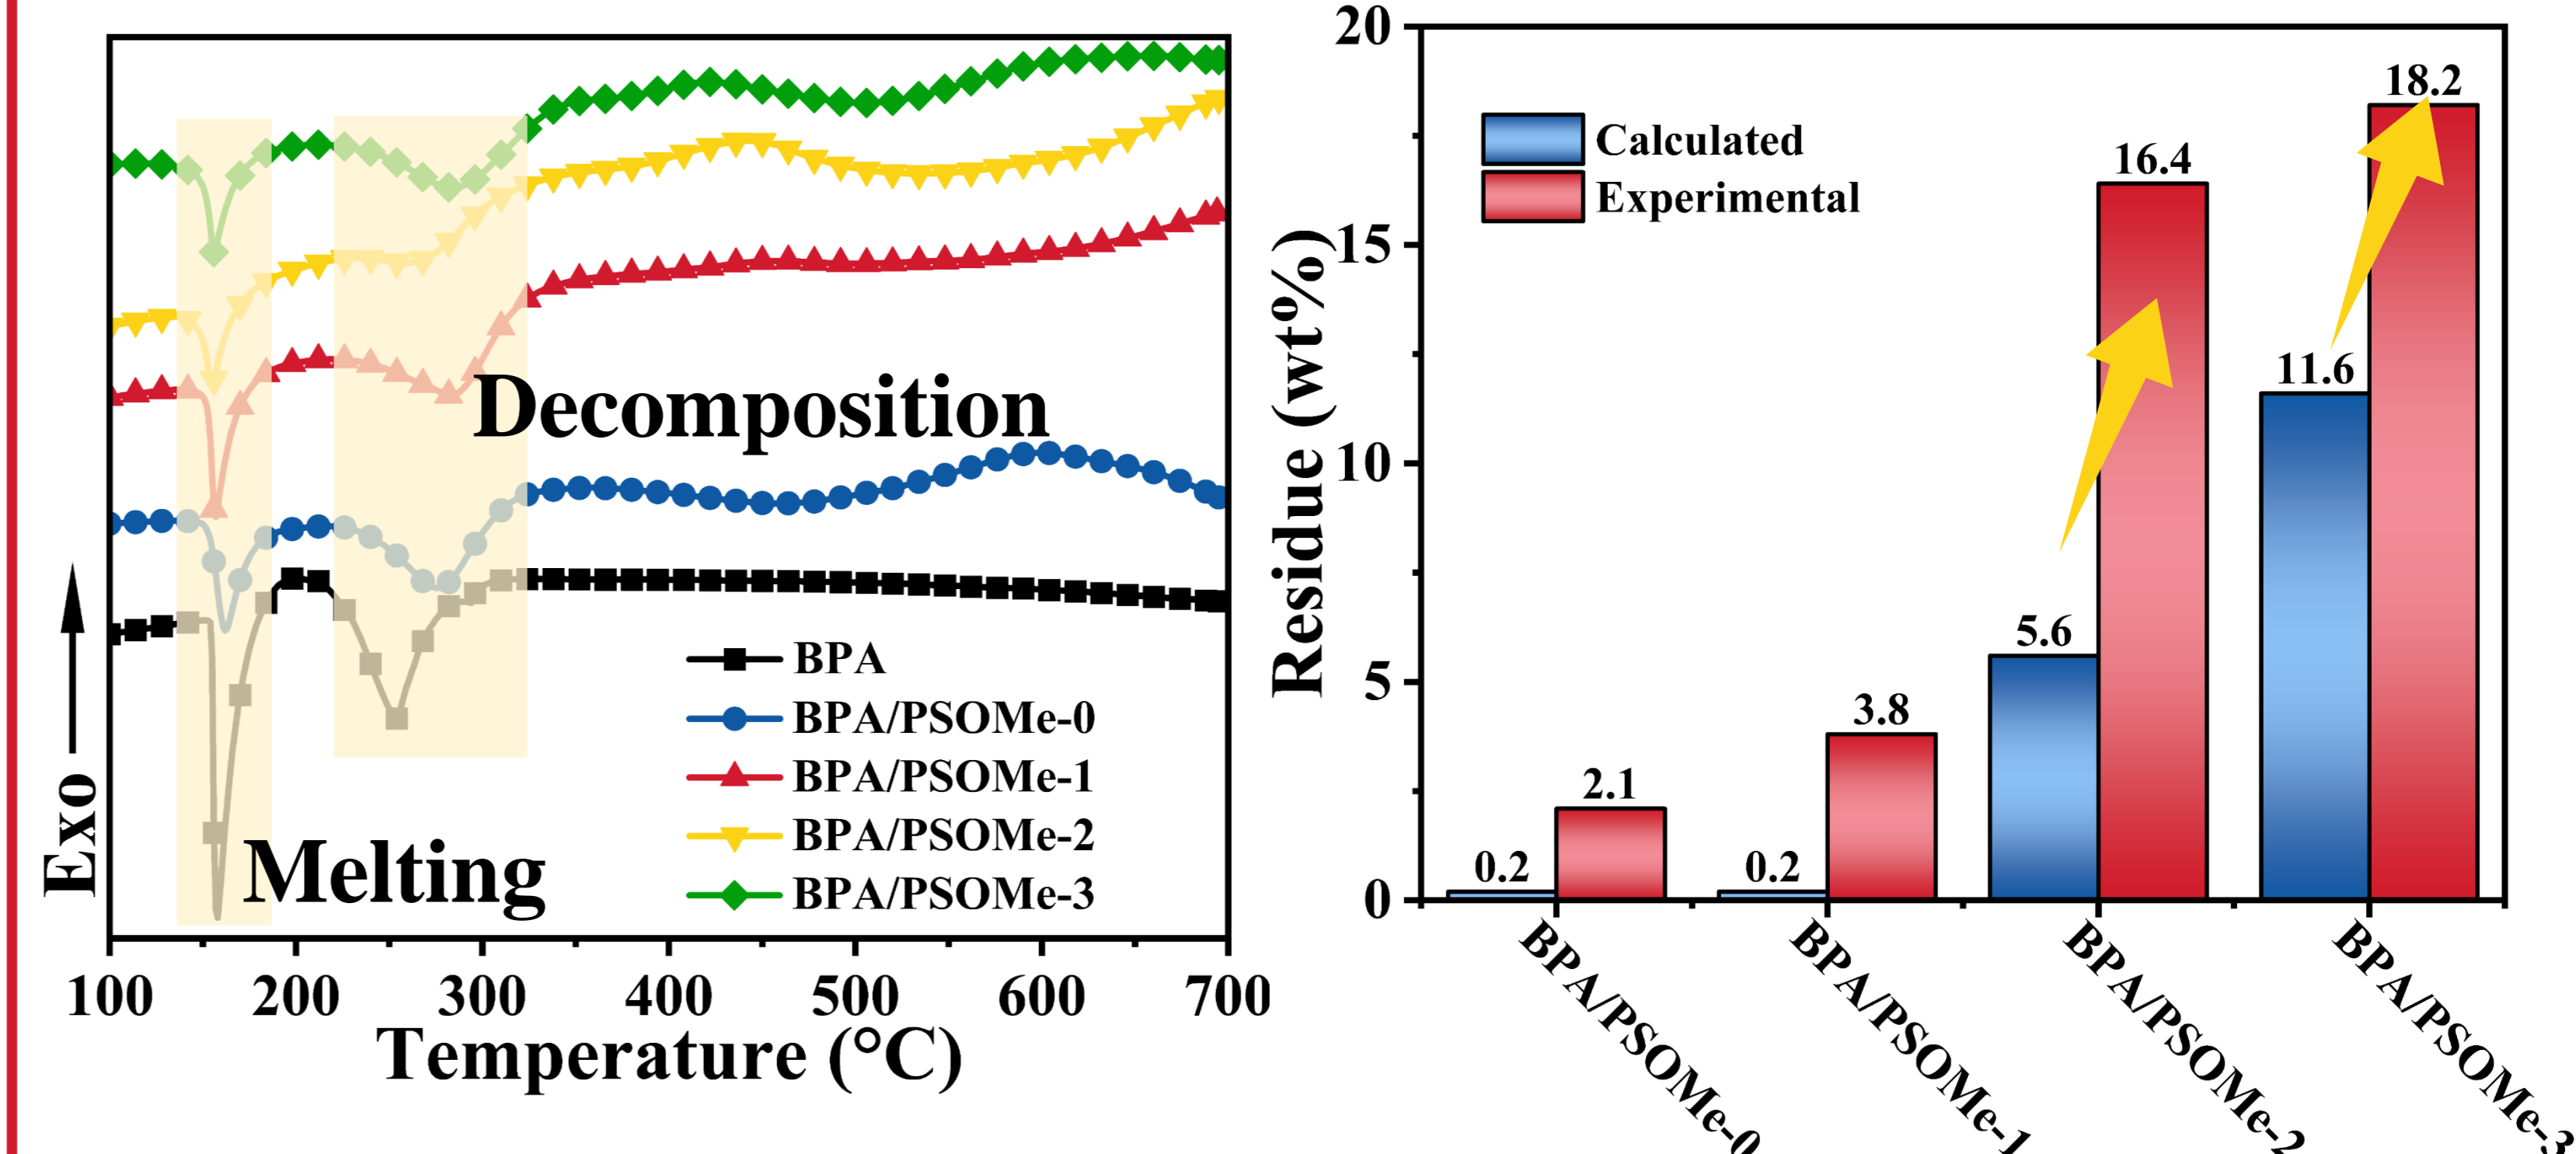 Exo
Decomposition
Melting
BPA
BPA/PSOMe-0
BPA/PSOMe-1
BPA/PSOMe-2
BPA/PSOMe-3
100 200 300 400 500 600 700
Temperature (°C)
Residue (wt%)
20
15
10
5
0
Calculated
Experimental
0.2
2.1
0.2
3.8
5.6
16.4
11.6
18.2
BPA/PSOMe-0
BPA/PSOMe-1
BPA/PSOMe-2
BPA/PSOMe-3